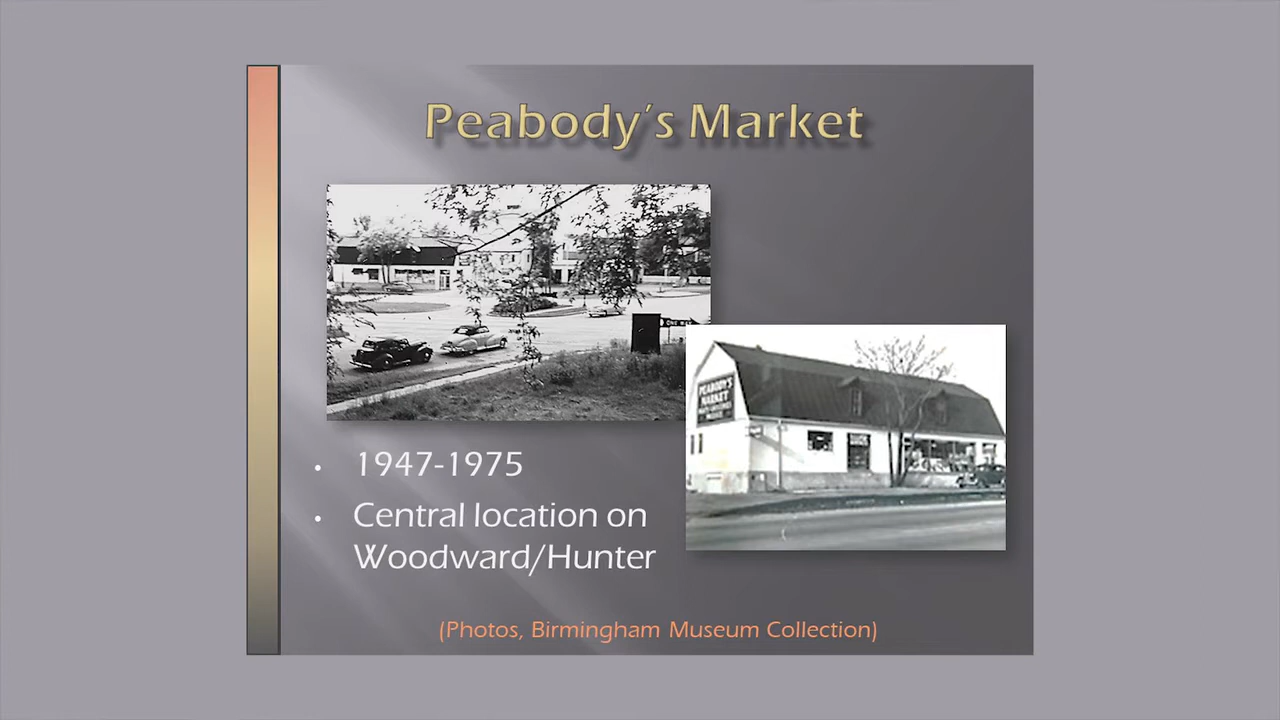 Peabody's Market
PEABODY'S
MARKET
• 1947-1975
• Central location on
Woodward/Hunter
(Photos, Birmingham Museum Collection)